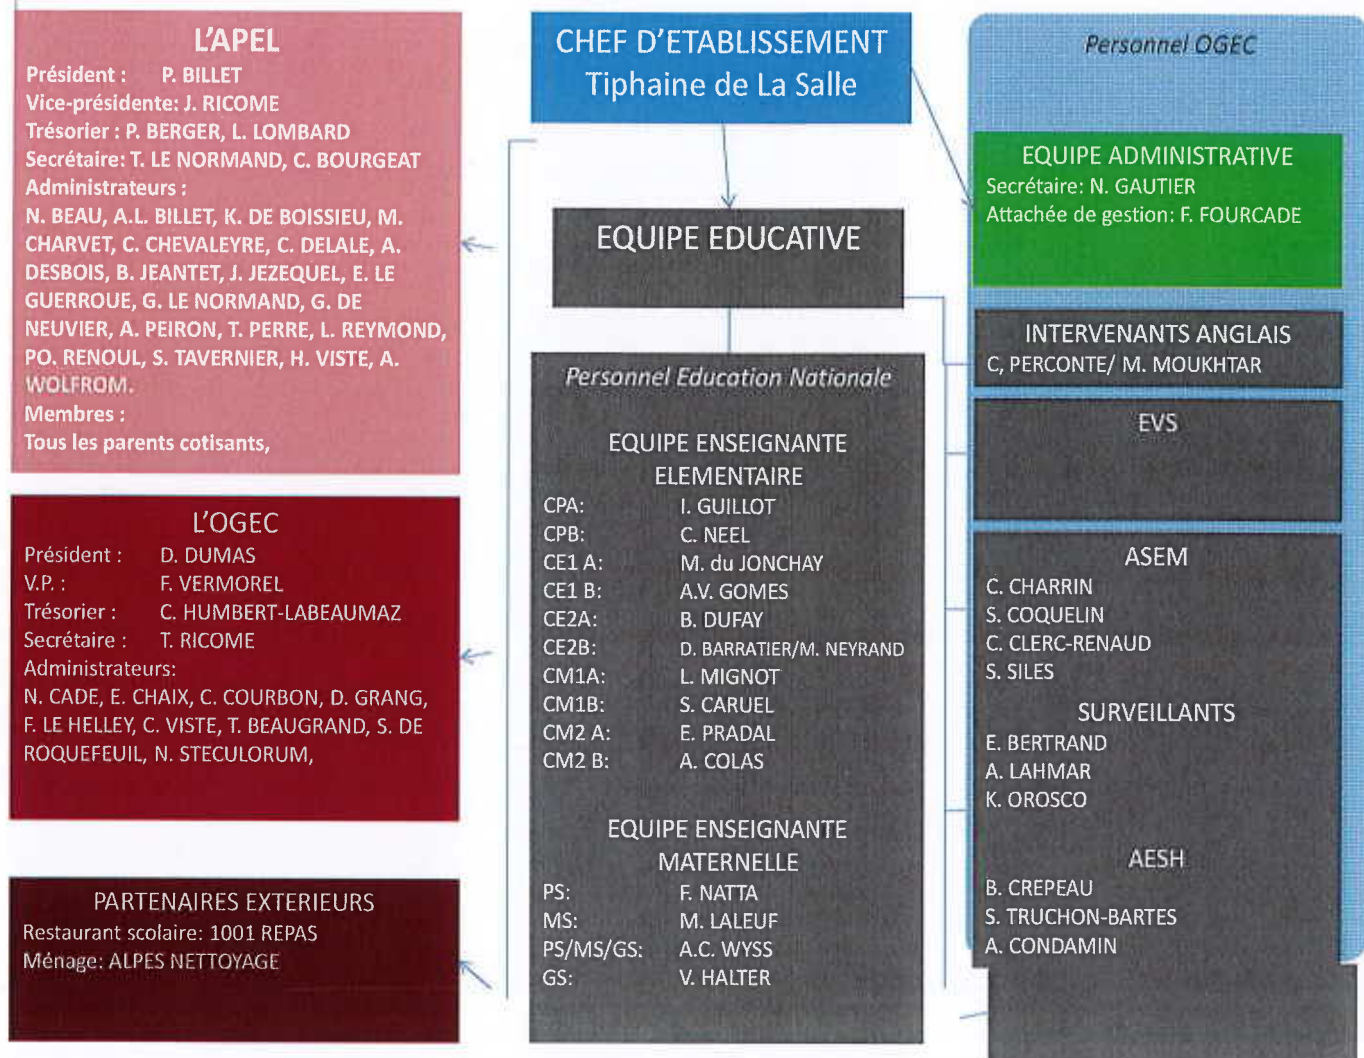 L'APEL
Président : P. BILLET
Vice-présidente: J. RICOME
Trésorier : P. BERGER, L. LOMBARD
Secrétaire: T. LE NORMAND, C. BOURGEAT
Administrateurs :
N. BEAU, A.L. BILLET, K. DE BOISSIEU, M.
CHARVET, C. CHEVALEYRE, C. DELALE, A.
DESBOIS, B. JEANTET, J. JEZEQUEL, E. LE
GUERROUE, G. LE NORMAND, G. DE
NEUVIER, A. PEIRON, T. PERRE, L. REYMOND,
PO. RENOUL, S. TAVERNIER, H. VISTE, A.
WOLFROM.
Membres :
Tous les parents cotisants,
L'OGEC
Président : D. DUMAS
V.P. : F. VERMOREL
Trésorier : C. HUMBERT-LABEAUMAZ
Secrétaire : T. RICOME
Administrateurs:
N. CADE, E. CHAIX, C. COURBON, D. GRANG,
F. LE HELLEY, C. VISTE, T. BEAUGRAND, S. DE
ROQUEFEUIL, N. STECULORUM,
PARTENAIRES EXTERIEURS
Restaurant scolaire: 1001 REPAS
Ménage: ALPES NETTOYAGE
CHEF D'ETABLISSEMENT
Tiphaine de La Salle
EQUIPE EDUCATIVE
Personnel Education Nationale
EQUIPE ENSEIGNANTE
ELEMENTAIRE
CPA: I. GUILLOT
CPB: C. NEEL
CE1 A: M. du JONCHAY
CE1 B: A.V. GOMES
CE2A: B. DUFAY
CE2B: D. BARRATIER/M. NEYRAND
CM1A: L. MIGNOT
CM1B: S. CARUEL
CM2 A: E. PRADAL
CM2 B: A. COLAS
EQUIPE ENSEIGNANTE
MATERNELLE
PS: F. NATTA
MS: M. LALEUF
PS/MS/GS: A.C. WYSS
GS: V. HALTER
Personnel OGEC
EQUIPE ADMINISTRATIVE
Secrétaire: N. GAUTIER
Attachée de gestion: F. FOURCADE
INTERVENANTS ANGLAIS
C, PERCONTE/ M. MOUKHTAR
EVS
ASEM
C. CHARRIN
S. COQUELIN
C. CLERC-RENAUD
S. SILES
SURVEILLANTS
E. BERTRAND
A. LAHMAR
K. OROSCO
AESH
B. CREPEAU
S. TRUCHON-BARTES
A. CONDAMIN